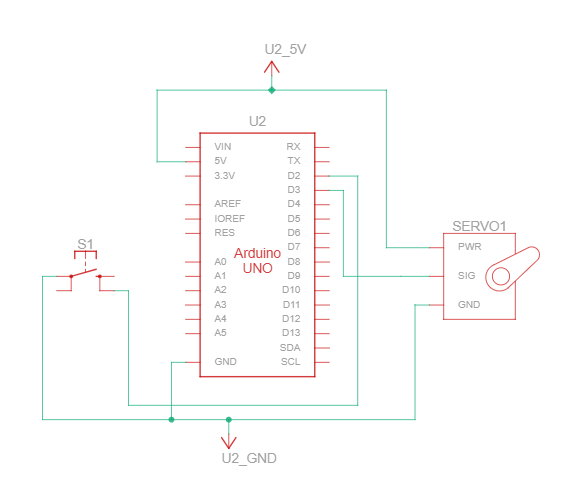 U2_5V
U2
VIN
5V
3.3V
AREF
IOREF
RES
A0
A1
A2
A3
A4
A5
GND
Arduino
UNO
RX
TX
D2
D3
D4
D5
D6
D7
D8
D9
D10
D11
D12
D13
SDA
SCL
S1
SERVO1
PWR
SIG
GND
U2_GND